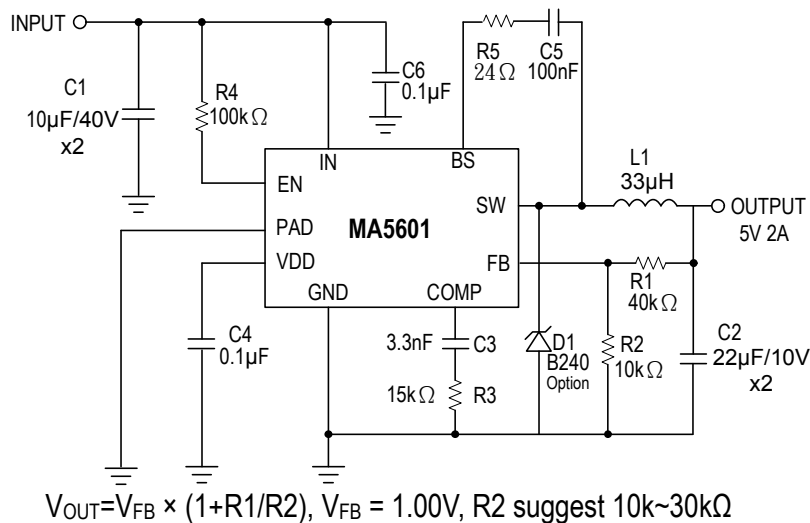 INPUT
C1
10µF/40V
x2
R4
100kΩ
C6
0.1µF
R5
24Ω
C5
100nF
IN
BS
EN
PAD
VDD
GND
COMP
SW
FB
MA5601
L1
33µH
OUTPUT
5V 2A
R1
40kΩ
C4
0.1µF
3.3nF
C3
15kΩ
R3
D1
B240
Option
R2
10kΩ
C2
22µF/10V
x2
VOUT=VFB × (1+R1/R2), VFB = 1.00V, R2 suggest 10k~30kΩ